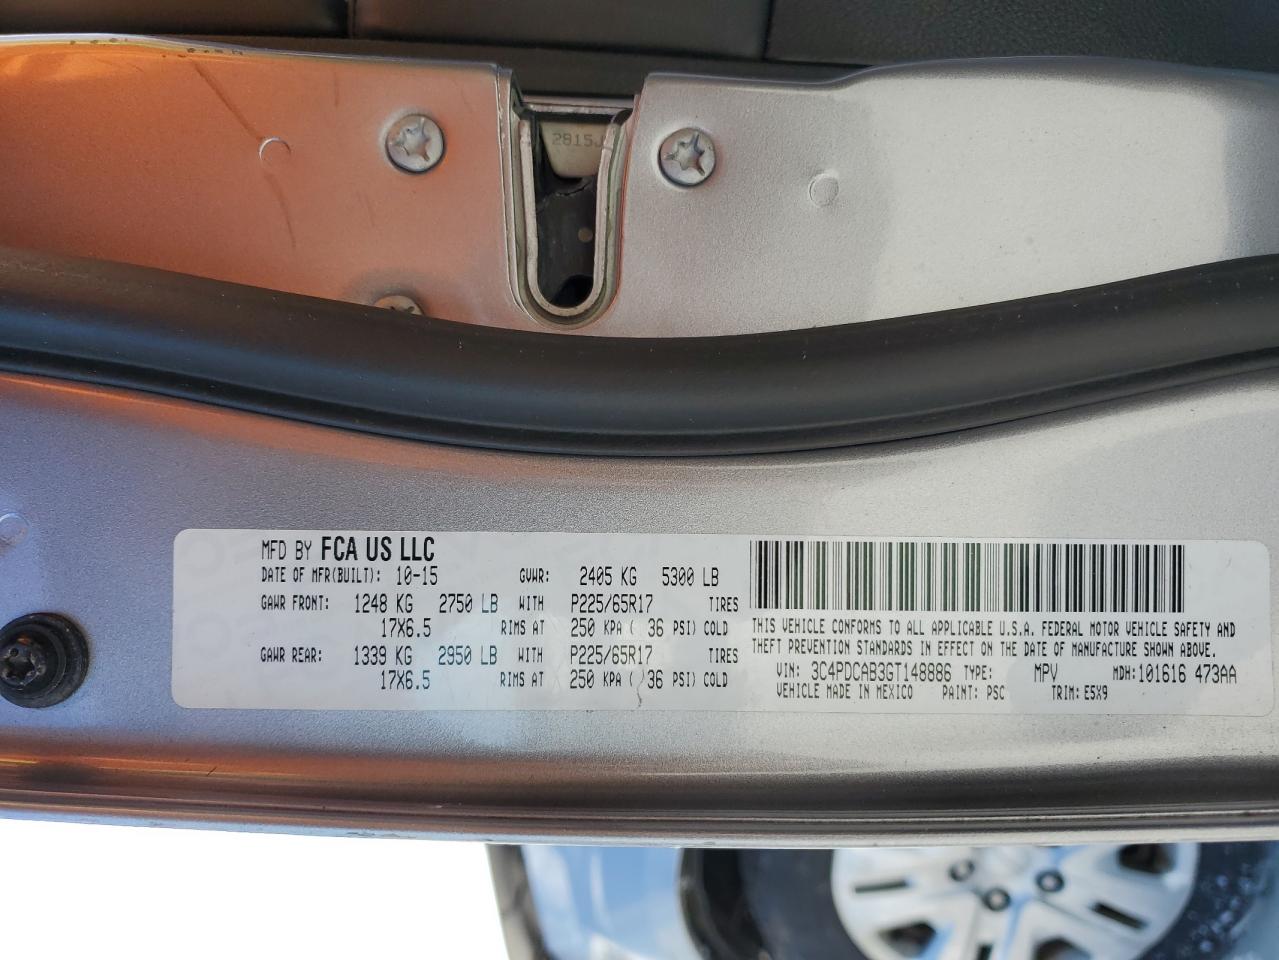 2815J
MFD BY FCA US LLC
DATE OF MFR(BUILT): 10-15 GVWR: 2405 KG 5300 LB
GAWR FRONT: 1248 KG 2750 LB WITH P225/65R17 TIRES
17X6.5 RIMS AT 250 KPA ( 36 PSI) COLD
GAWR REAR: 1339 KG 2950 LB WITH P225/65R17 TIRES
17X6.5 RIMS AT 250 KPA ( 36 PSI) COLD
THIS VEHICLE CONFORMS TO ALL APPLICABLE U.S.A. FEDERAL MOTOR VEHICLE SAFETY AND
THEFT PREVENTION STANDARDS IN EFFECT ON THE DATE OF MANUFACTURE SHOWN ABOVE.
VIN: 3C4PDCAB3GT148886 TYPE: MPV MDH:101616 473AA
VEHICLE MADE IN MEXICO PAINT: PSC TRIM: E5X9